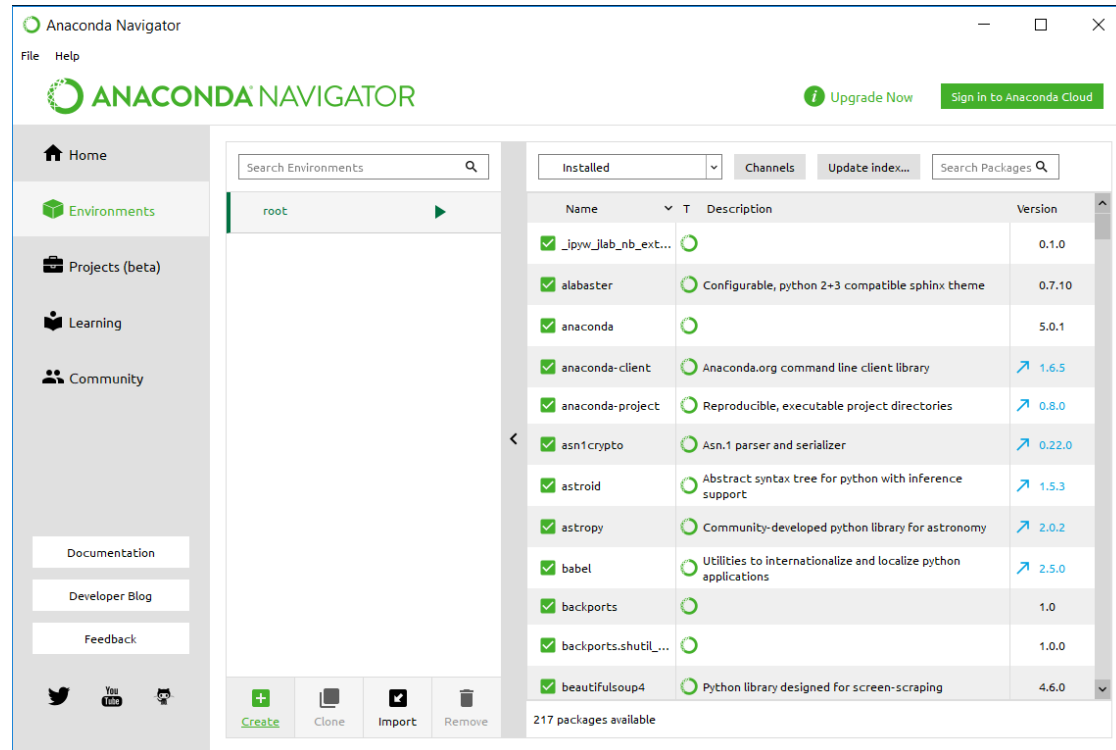 Anaconda Navigator
File Help
ANACONDA NAVIGATOR
Upgrade Now
Sign in to Anaconda Cloud
Home
Environments
Projects (beta)
Learning
Community
Documentation
Developer Blog
Feedback
You
Tube
Search Environments
root
Create Clone Import Remove
Installed Channels Update index... Search Packages
Name T Description Version
_ipyw_jlab_nb_ext... 0.1.0
alabaster Configurable, python 2+3 compatible sphinx theme 0.7.10
anaconda 5.0.1
anaconda-client Anaconda.org command line client library 1.6.5
anaconda-project Reproducible, executable project directories 0.8.0
asn1crypto Asn.1 parser and serializer 0.22.0
astroid Abstract syntax tree for python with inference
support 1.5.3
astropy Community-developed python library for astronomy 2.0.2
babel Utilities to internationalize and localize python
applications 2.5.0
backports 1.0
backports.shutil_... 1.0.0
beautifulsoup4 Python library designed for screen-scraping 4.6.0
217 packages available